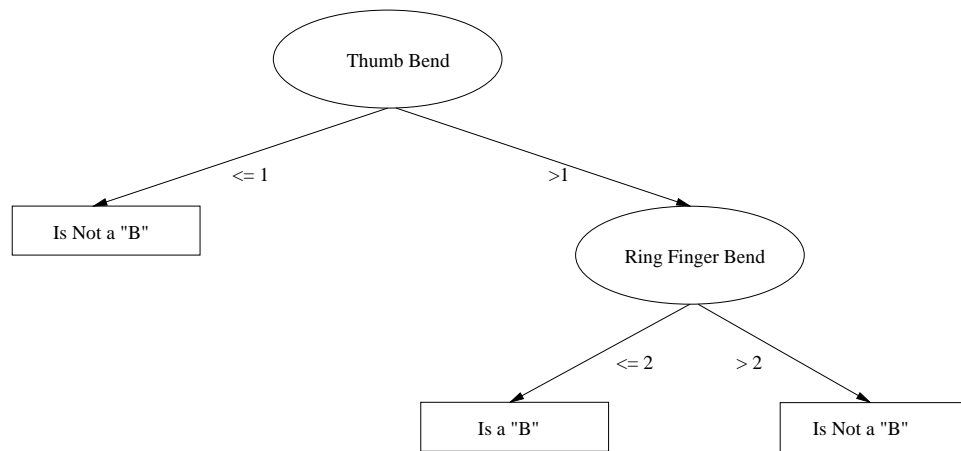 Thumb Bend
<= 1
>1
Is Not a "B"
Ring Finger Bend
<= 2
> 2
Is a "B"
Is Not a "B"